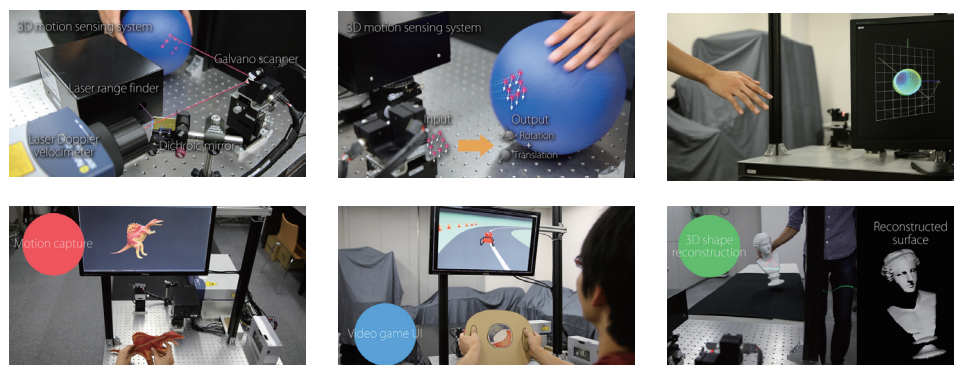 3D motion sensing system
Galvano scanner
Laser range finder
Laser Doppler
velocimeter
Dichroic mirror
3D motion sensing system
Input
Output
Rotation
+
Translation
Motion capture
Video game UI
3D shape
reconstruction
Reconstructed
surface